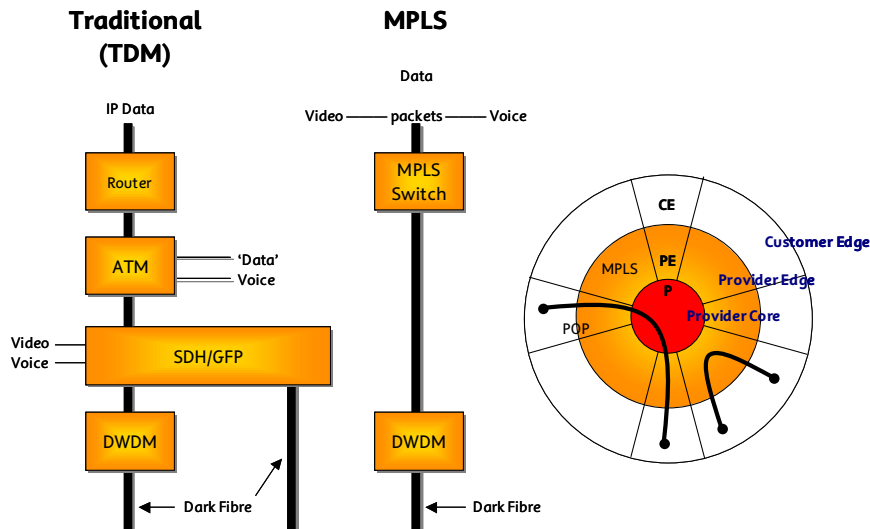 Traditional
(TDM)
MPLS
Data
IP Data
Video
packets
Voice
Router
MPLS
Switch
ATM
'Data'
Voice
Video
Voice
SDH/GFP
DWDM
DWDM
Dark Fibre
Dark Fibre
CE
Customer Edge
PE
MPLS
Provider Edge
P
Provider Core
POP